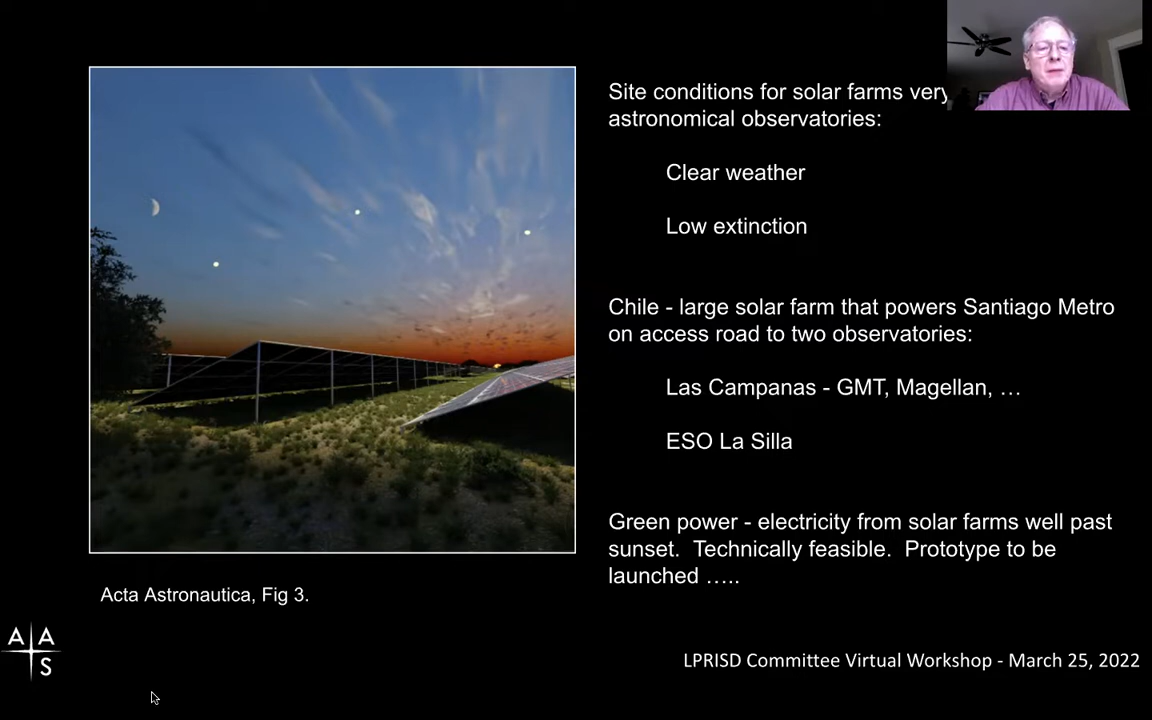 Site conditions for solar farms very
astronomical observatories:
Clear weather
Low extinction
Chile - large solar farm that powers Santiago Metro
on access road to two observatories:
Las Campanas - GMT, Magellan, …
ESO La Silla
Green power - electricity from solar farms well past
sunset.  Technically feasible.  Prototype to be
launched …..
Acta Astronautica, Fig 3.
A A
S
LPRISD Committee Virtual Workshop - March 25, 2022